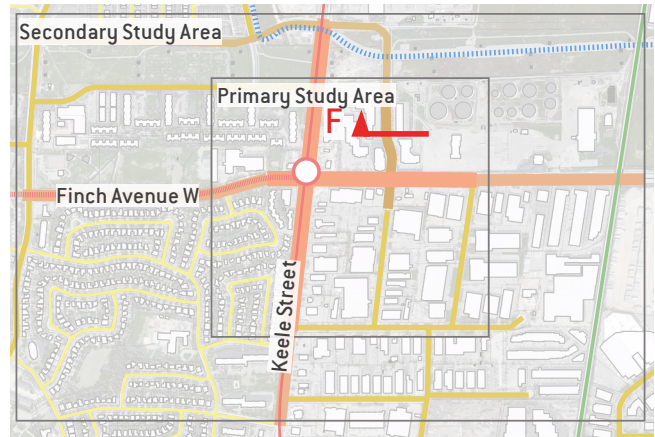 Secondary Study Area
Primary Study Area
F
Finch Avenue W
Keele Street